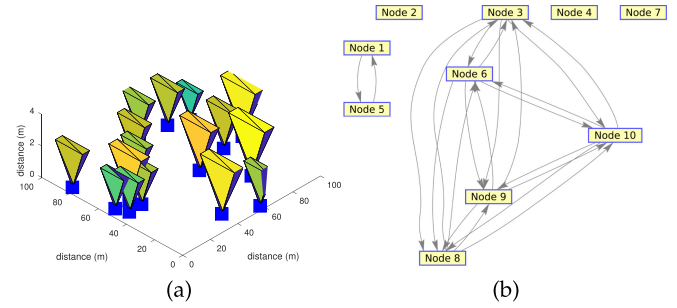 Node 2
Node 3
Node 4
Node 7
Node 1
Node 6
Node 5
Node 10
Node 9
Node 8
distance (m)
4
2
0
100
80
60
40
20
0
distance (m)
0
20
40
60
80
100
distance (m)
(a)
(b)